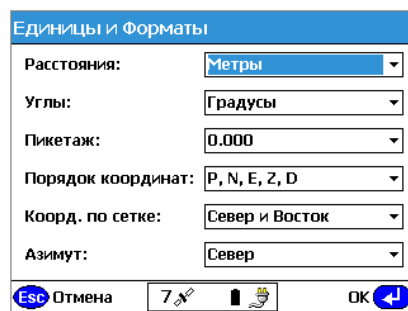 Единицы и Форматы
Расстояния: Метры
Углы: Градусы
Пикетаж: 0.000
Порядок координат: P, N, E, Z, D
Коорд. по сетке: Север и Восток
Азимут: Север
Esc Отмена 7 OK